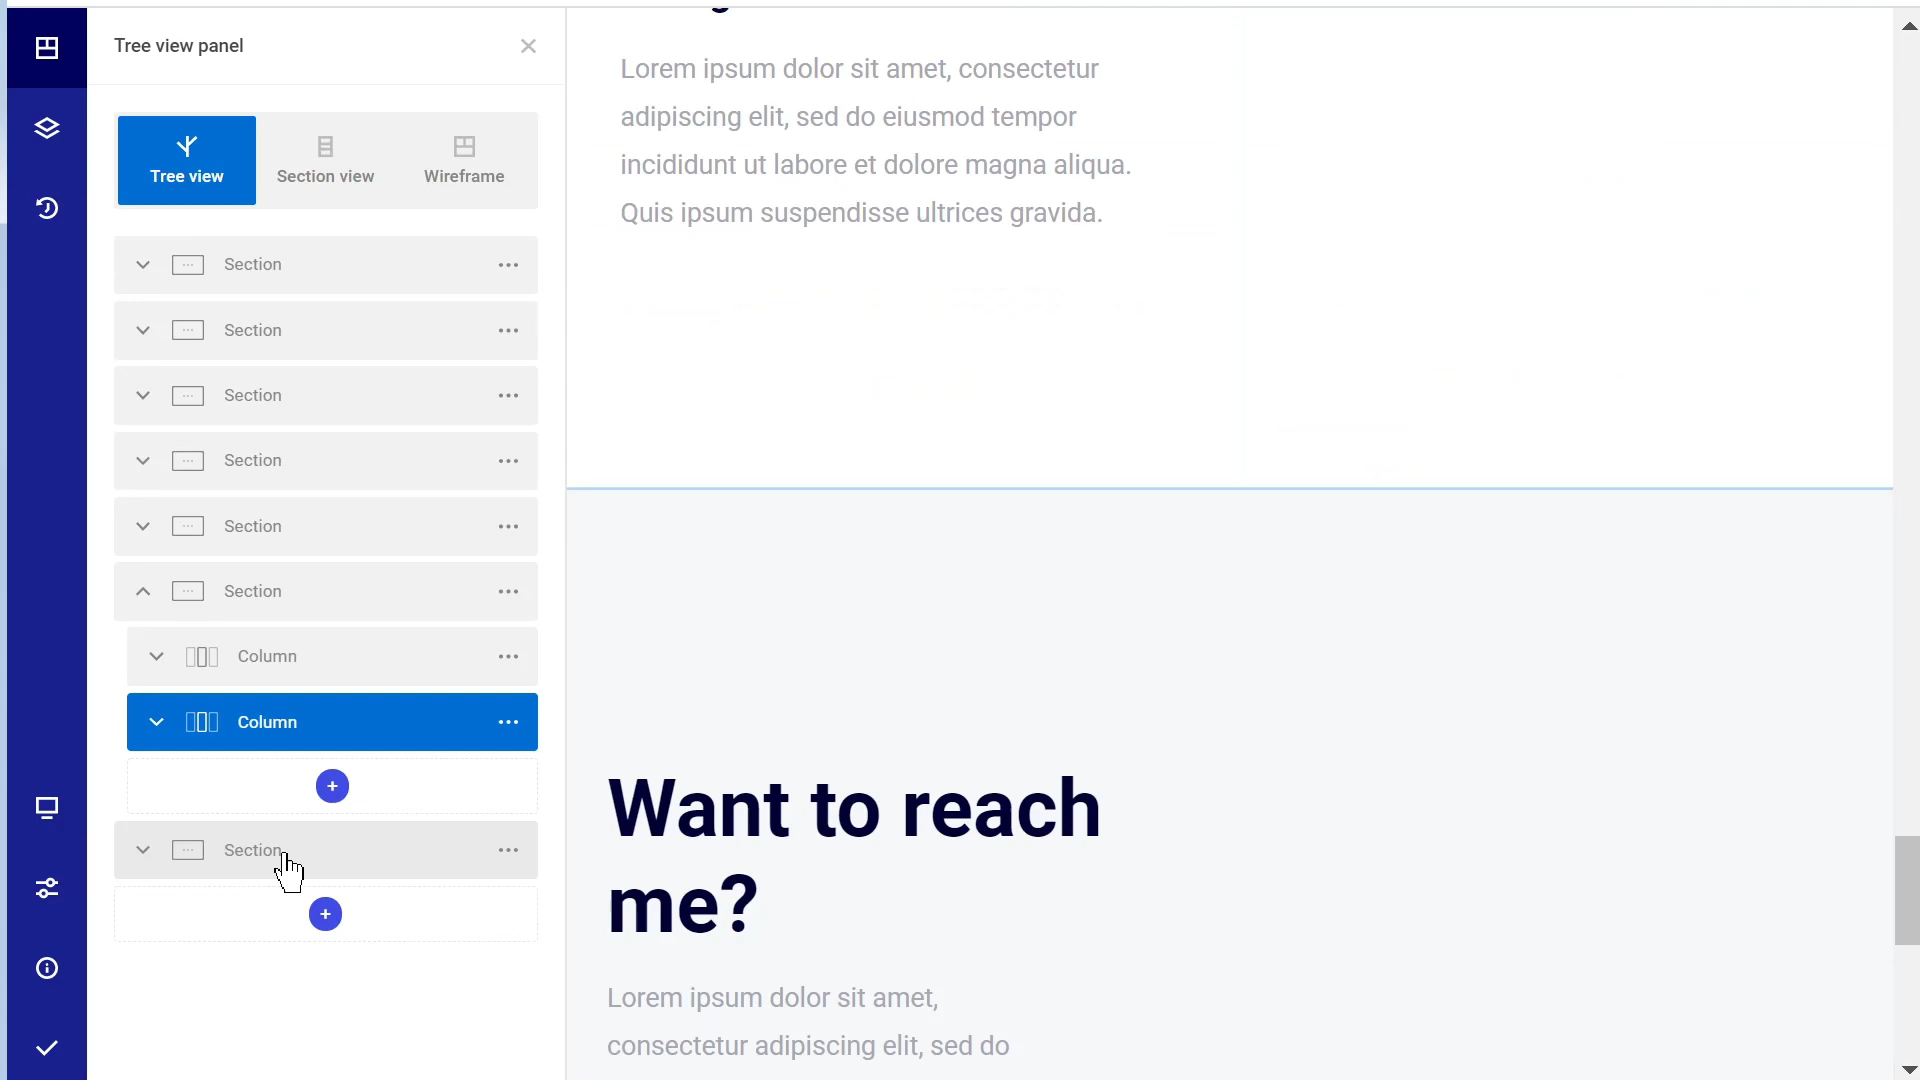 Tree view panel
Tree view
Section view
Wireframe
Section
Section
Section
Section
Section
Section
Column
Column
Section
Lorem ipsum dolor sit amet, consectetur
adipiscing elit, sed do eiusmod tempor
incididunt ut labore et dolore magna aliqua.
Quis ipsum suspendisse ultrices gravida.
Want to reach
me?
Lorem ipsum dolor sit amet,
consectetur adipiscing elit, sed do